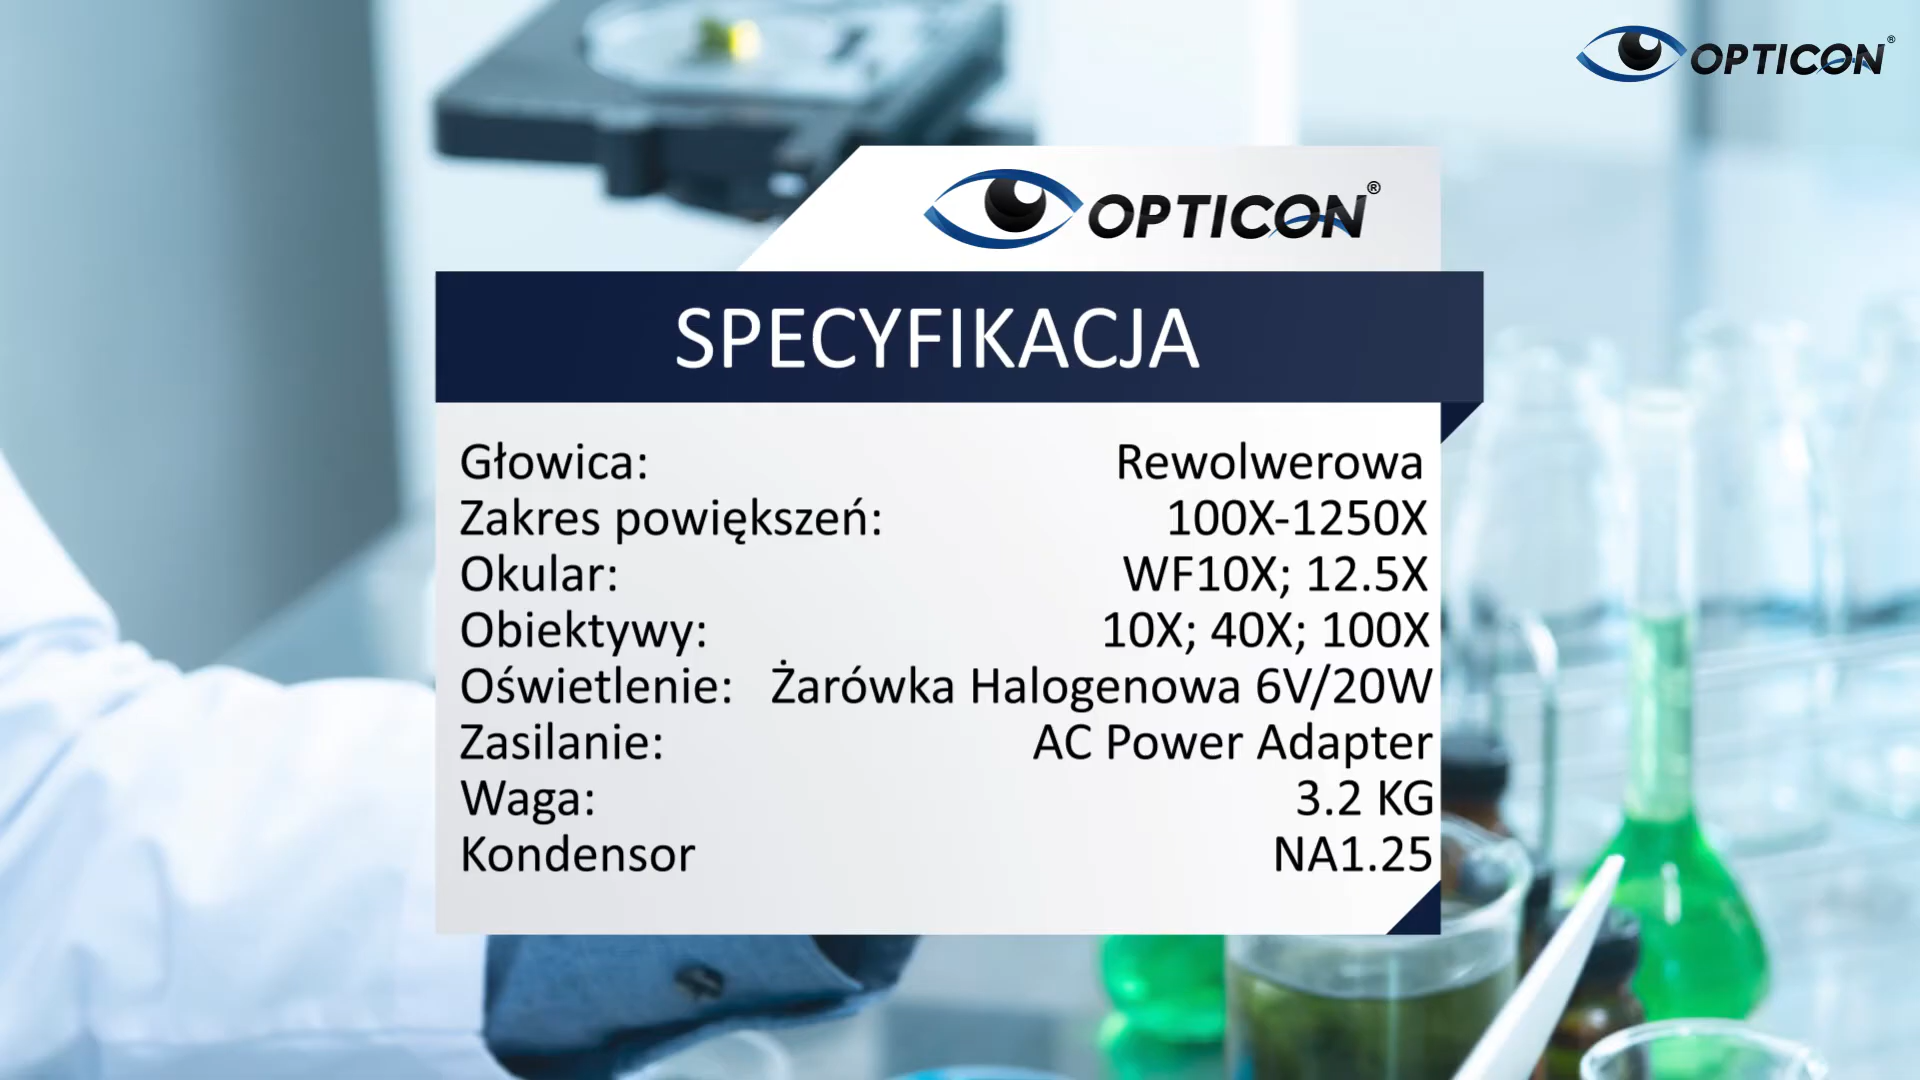 OPTICON®
OPTICON®
SPECYFIKACJA
Głowica: Rewolwerowa
Zakres powiększeń: 100X-1250X
Okular: WF10X; 12.5X
Obiektywy: 10X; 40X; 100X
Oświetlenie: Żarówka Halogenowa 6V/20W
Zasilanie: AC Power Adapter
Waga: 3.2 KG
Kondensor NA1.25